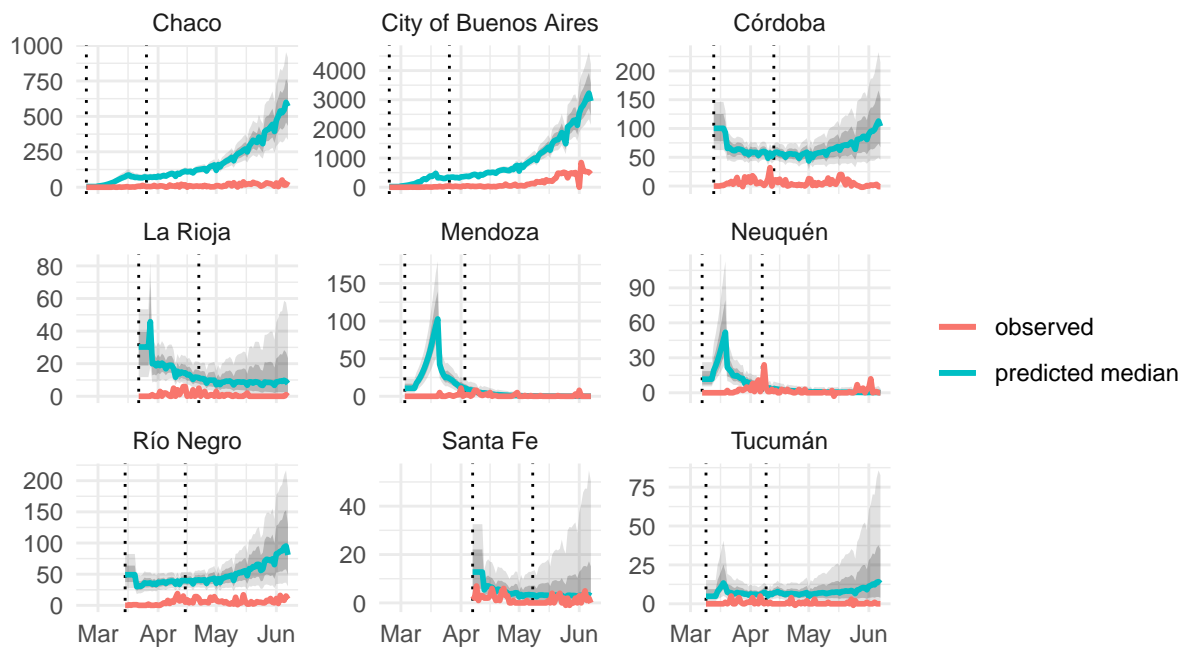 Chaco
City of Buenos Aires
Córdoba
1000
750
500
250
0
4000
3000
2000
1000
0
200
150
100
50
0
La Rioja
Mendoza
Neuquén
80
60
40
20
0
150
100
50
0
90
60
30
0
observed
predicted median
Río Negro
Santa Fe
Tucumán
200
150
100
50
0
40
20
0
75
50
25
0
Mar Apr May Jun
Mar Apr May Jun
Mar Apr May Jun